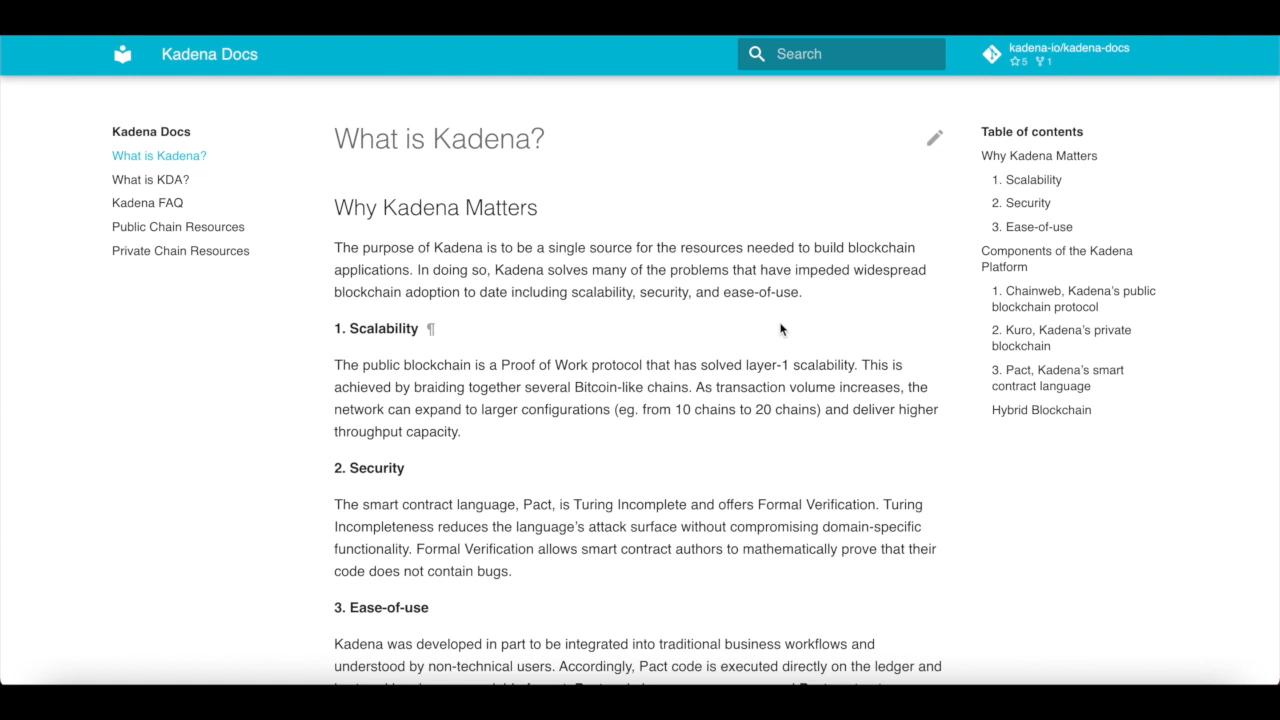 Kadena Docs
Search
kadena-io/kadena-docs
5 1
Kadena Docs
What is Kadena?
What is KDA?
Kadena FAQ
Public Chain Resources
Private Chain Resources
What is Kadena?
Why Kadena Matters
The purpose of Kadena is to be a single source for the resources needed to build blockchain
applications. In doing so, Kadena solves many of the problems that have impeded widespread
blockchain adoption to date including scalability, security, and ease-of-use.
1. Scalability ¶
The public blockchain is a Proof of Work protocol that has solved layer-1 scalability. This is
achieved by braiding together several Bitcoin-like chains. As transaction volume increases, the
network can expand to larger configurations (eg. from 10 chains to 20 chains) and deliver higher
throughput capacity.
2. Security
The smart contract language, Pact, is Turing Incomplete and offers Formal Verification. Turing
Incompleteness reduces the language's attack surface without compromising domain-specific
functionality. Formal Verification allows smart contract authors to mathematically prove that their
code does not contain bugs.
3. Ease-of-use
Kadena was developed in part to be integrated into traditional business workflows and
understood by non-technical users. Accordingly, Pact code is executed directly on the ledger and
Table of contents
Why Kadena Matters
1. Scalability
2. Security
3. Ease-of-use
Components of the Kadena
Platform
1. Chainweb, Kadena's public
blockchain protocol
2. Kuro, Kadena's private
blockchain
3. Pact, Kadena's smart
contract language
Hybrid Blockchain